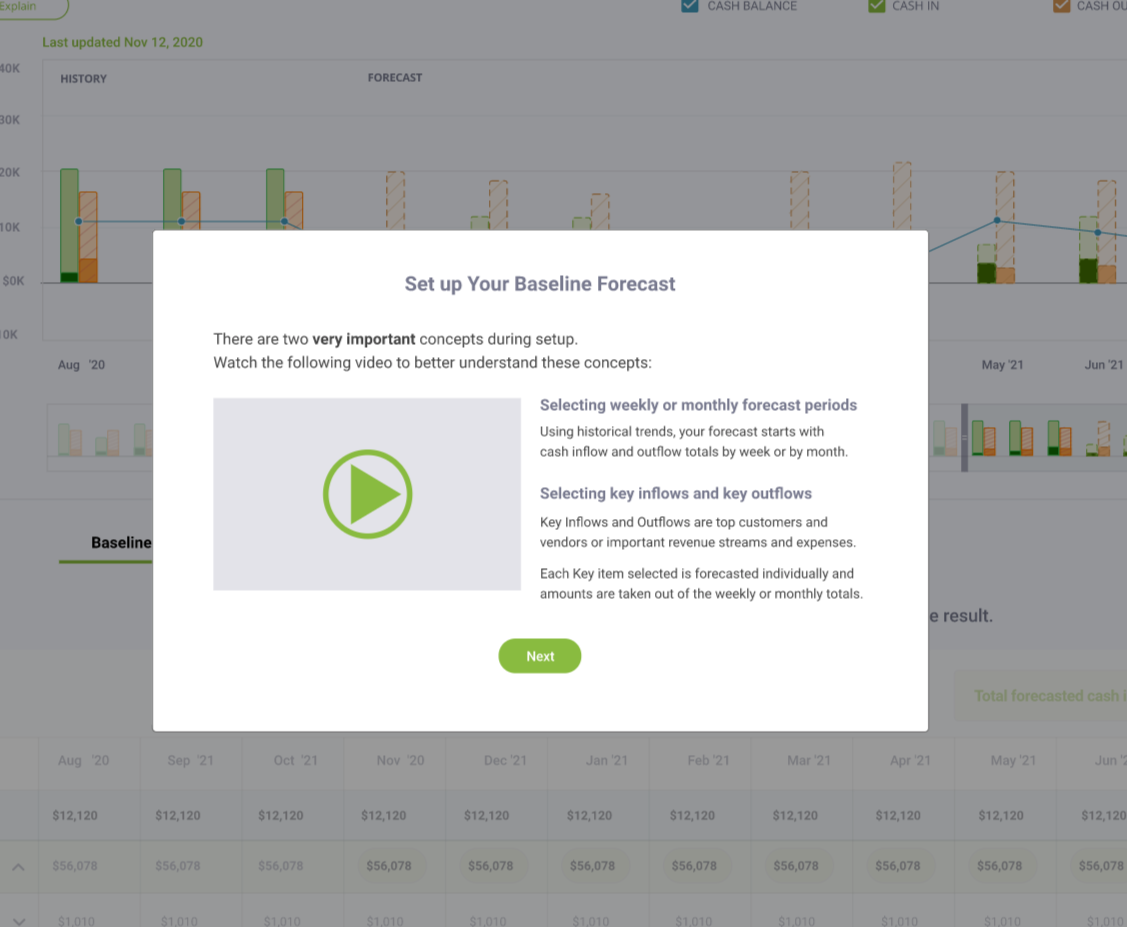 Explain
CASH BALANCE
CASH IN
CASH OU
Last updated Nov 12, 2020
40K
HISTORY
FORECAST
30K
20K
10K
$0K
10K
Aug '20
May '21
Jun '21
Set up Your Baseline Forecast
There are two very important concepts during setup.
Watch the following video to better understand these concepts:
Selecting weekly or monthly forecast periods
Using historical trends, your forecast starts with
cash inflow and outflow totals by week or by month.
Selecting key inflows and key outflows
Key Inflows and Outflows are top customers and
vendors or important revenue streams and expenses.
Each Key item selected is forecasted individually and
amounts are taken out of the weekly or monthly totals.
Next
Baseline
e result.
Total forecasted cash i
Aug '20 Sep '21 Oct '21 Nov '20 Dec '21 Jan '21 Feb '21 Mar '21 Apr '21 May '21 Jun '2
$12,120 $12,120 $12,120 $12,120 $12,120 $12,120 $12,120 $12,120 $12,120 $12,120 $12,120
$56,078 $56,078 $56,078 $56,078 $56,078 $56,078 $56,078 $56,078 $56,078 $56,078 $56,078
$1,010 $1,010 $1,010 $1,010 $1,010 $1,010 $1,010 $1,010 $1,010 $1,010 $1,010